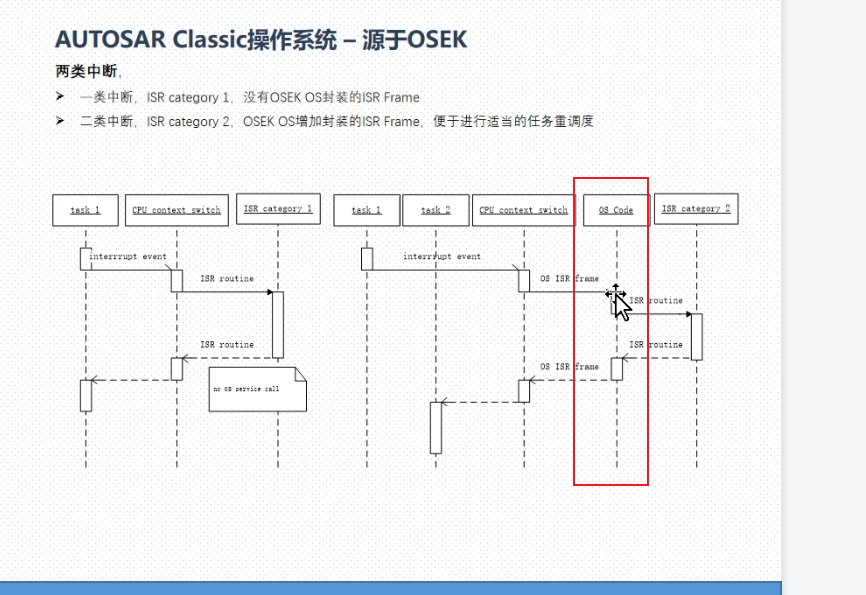 AUTOSAR Classic操作系统 – 源于OSEK
两类中断,
➤ 一类中断, ISR category 1, 没有OSEK OS封装的ISR Frame
➤ 二类中断, ISR category 2, OSEK OS增加封装的ISR Frame, 便于进行适当的任务重调度
task 1
CPU context switch
ISR category 1
task 1
task 2
CPU context switch
OS Code
ISR category 2
interrrupt event
ISR routine
ISR routine
no OS service call
interrrupt event
OS ISR frame
ISR routine
ISR routine
OS ISR frame